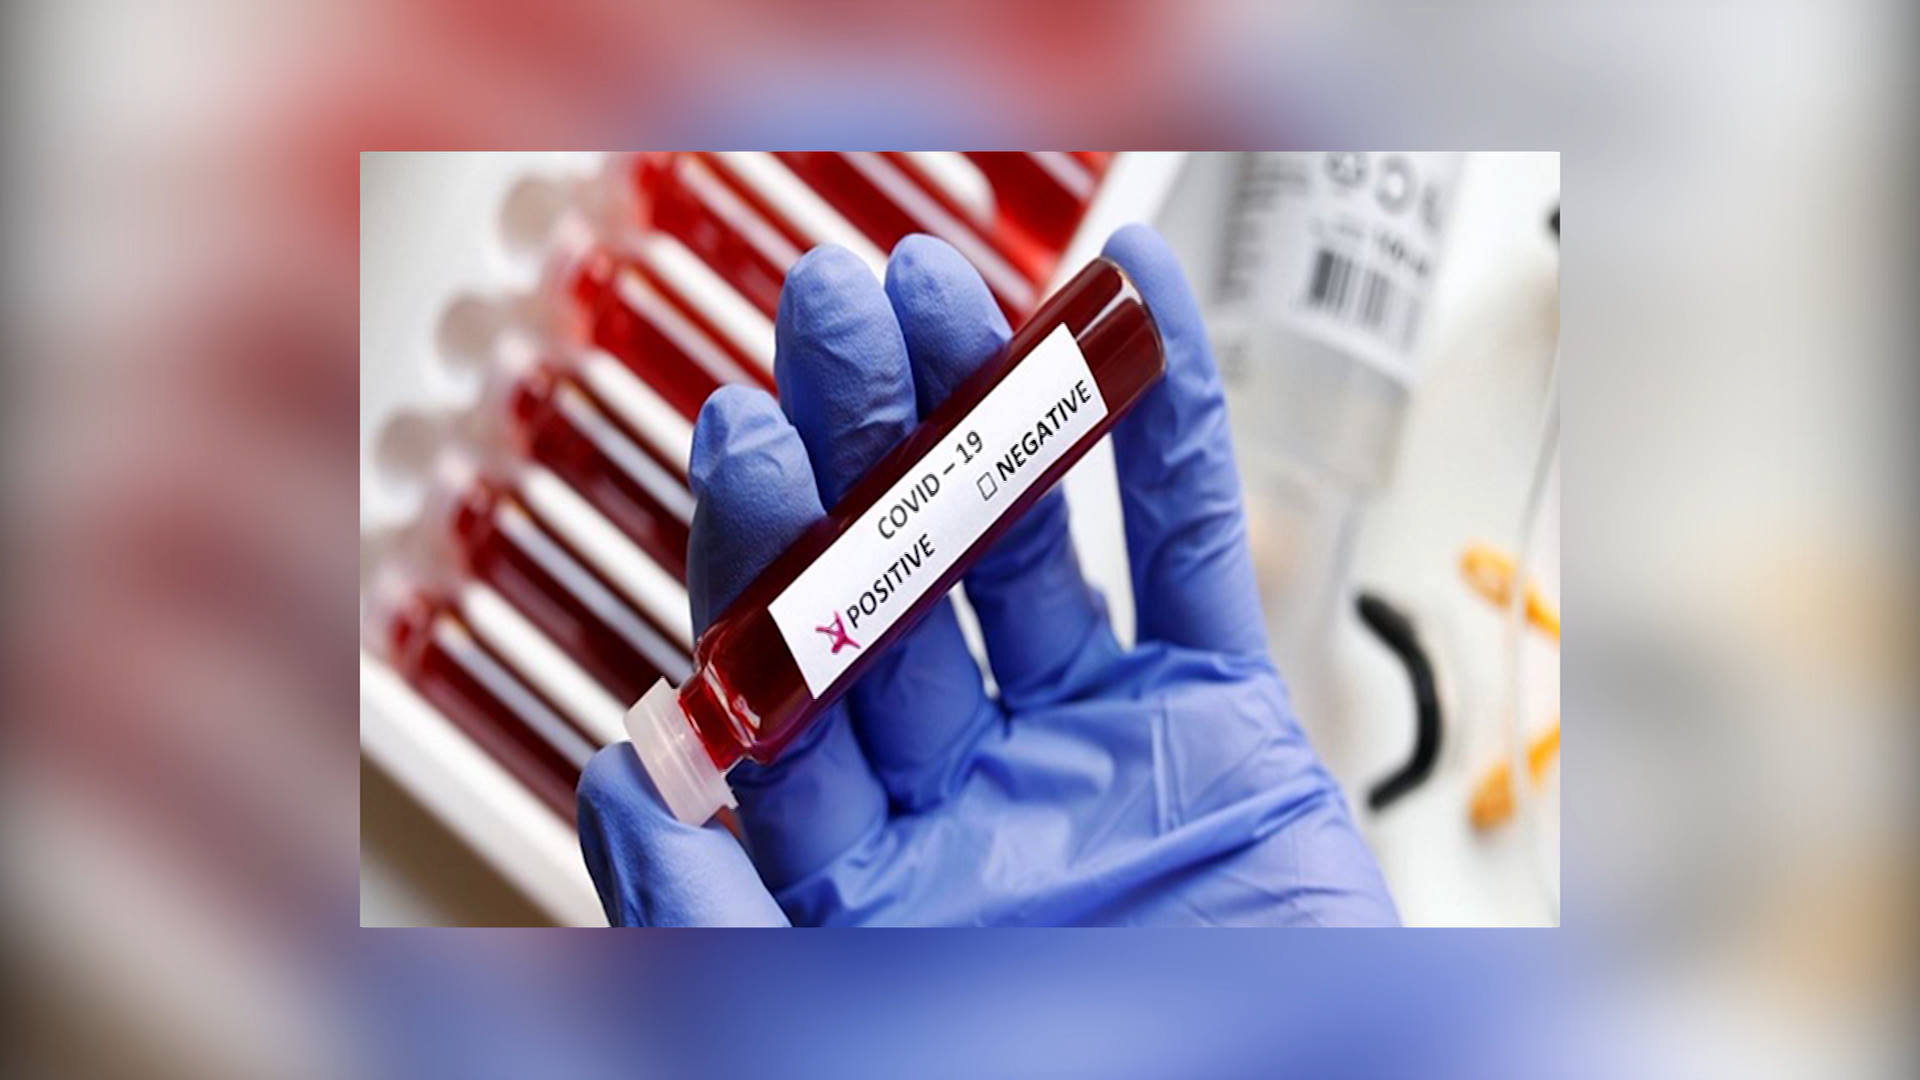 COVID – 19
POSITIVE ☐ NEGATIVE